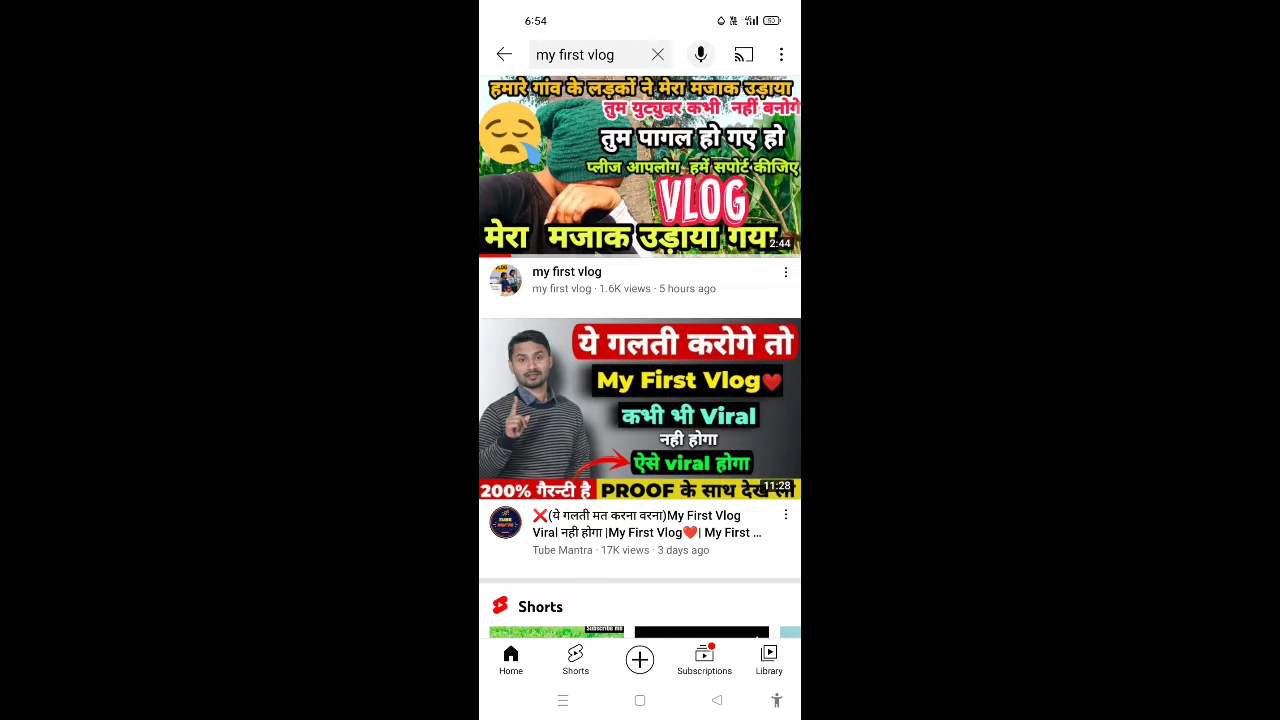 6:54
50
my first vlog
हमारे गांव के लड़कों ने मेरा मजाक उड़ाया
तुम युट्युबर कभी नहीं बनोगे
तुम पागल हो गए हो
प्लीज आपलोग हमें सपोर्ट कीजिए
VLOG
मेरा मजाक उड़ाया गया
2:44
my first vlog
my first vlog · 1.6K views · 5 hours ago
ये गलती करोगे तो
My First Vlog❤️
कभी भी Viral
नही होगा
ऐसे viral होगा
200% गैरन्टी है PROOF के साथ देख लो
11:28
❌(ये गलती मत करना वरना)My First Vlog
Viral नही होगा |My First Vlog❤️| My First ...
Tube Mantra · 17K views · 3 days ago
Shorts
Subscribe me
Home
Shorts
Subscriptions
Library